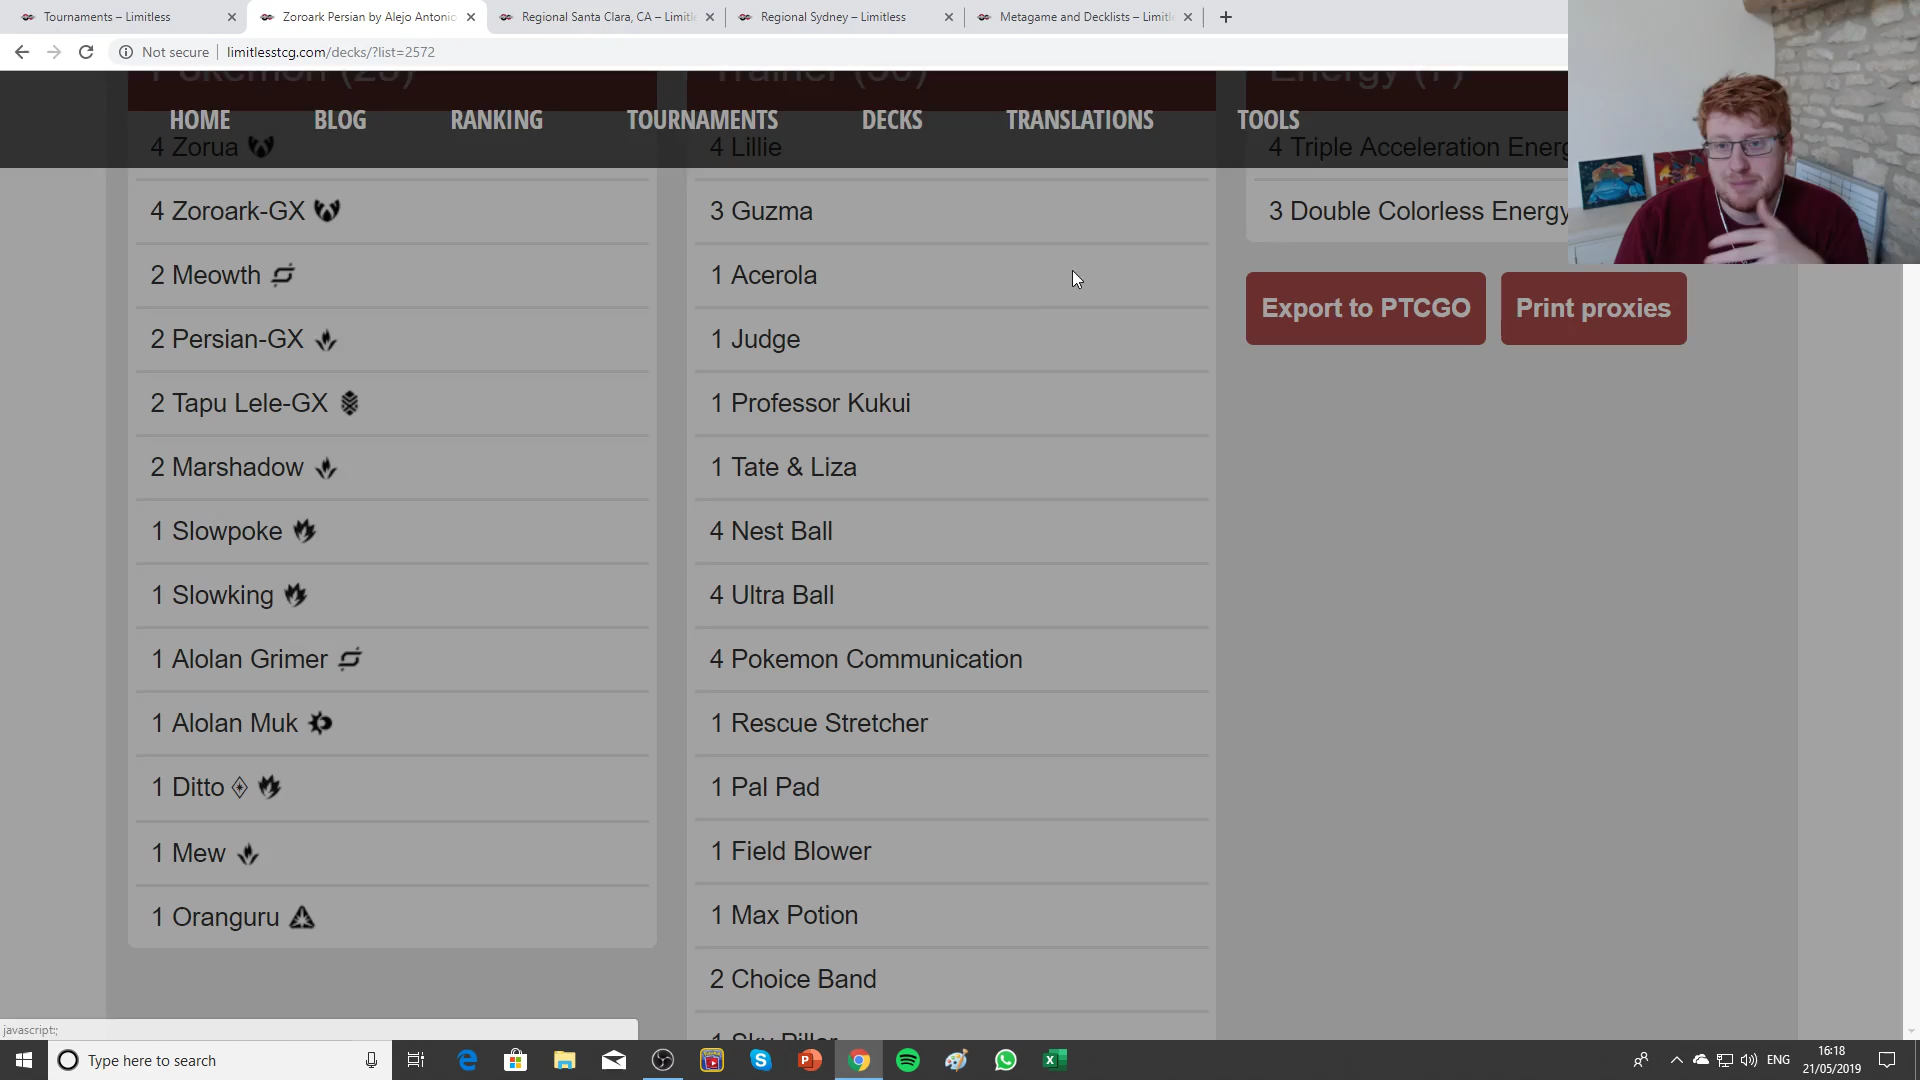 Tournaments – Limitless
Zoroark Persian by Alejo Antonio
Regional Santa Clara, CA – Limitl
Regional Sydney – Limitless
Metagame and Decklists – Limitl
Not secure
limitlesstcg.com/decks/?list=2572
HOME
BLOG
RANKING
TOURNAMENTS
DECKS
TRANSLATIONS
TOOLS
4 Zorua
4 Zoroark-GX
2 Meowth
2 Persian-GX
2 Tapu Lele-GX
2 Marshadow
1 Slowpoke
1 Slowking
1 Alolan Grimer
1 Alolan Muk
1 Ditto
1 Mew
1 Oranguru
4 Lillie
3 Guzma
1 Acerola
1 Judge
1 Professor Kukui
1 Tate & Liza
4 Nest Ball
4 Ultra Ball
4 Pokemon Communication
1 Rescue Stretcher
1 Pal Pad
1 Field Blower
1 Max Potion
2 Choice Band
1 Sky Pillar
4 Triple Acceleration Energ
3 Double Colorless Energy
Export to PTCGO
Print proxies
javascript:;
Type here to search
ENG
16:18
21/05/2019